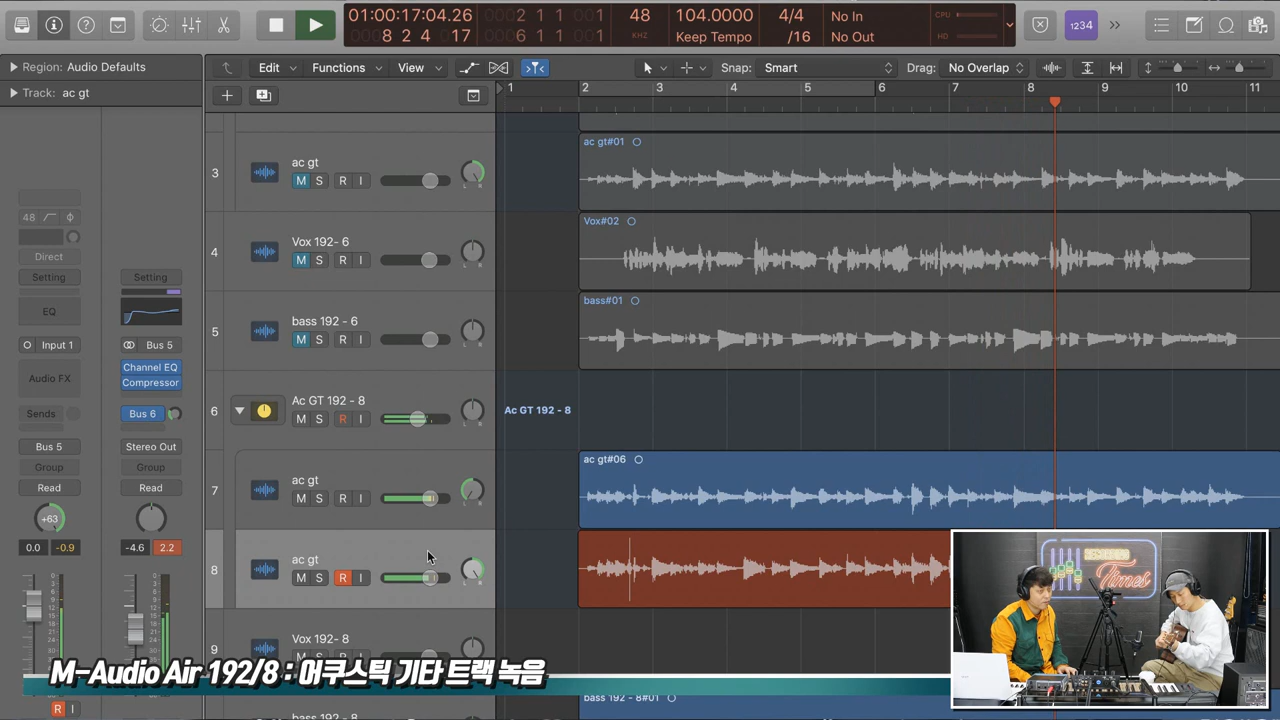 01:00:17:04.26
8 2 4 017
2 1 1 1
6 1 1 1
48
KHZ
104.0000
Keep Tempo
4/4
/16
No In
No Out
CPU
HD
1234
Region: Audio Defaults
Track: ac gt
Edit
Functions
View
Snap: Smart
Drag: No Overlap
1 2 3 4 5 6 7 8 9 10 11
3
ac gt
M S R I
L R
ac gt#01
4
Vox 192- 6
M S R I
L R
Vox#02
5
bass 192 - 6
M S R I
L R
bass#01
6
Ac GT 192 - 8
M S R I
L R
Ac GT 192 - 8
7
ac gt
M S R I
L R
ac gt#06
8
ac gt
M S R I
L R
9
Vox 192- 8
bass 192 - 8#01
48
Direct
Setting
EQ
Input 1
Audio FX
Sends
Bus 5
Group
Read
+63
0.0 -0.9
Setting
Bus 5
Channel EQ
Compressor
Bus 6
Stereo Out
Group
Read
-4.6 2.2
R I
RECORDING
Times
M-Audio Air 192/8 : 어쿠스틱 기타 트랙 녹음